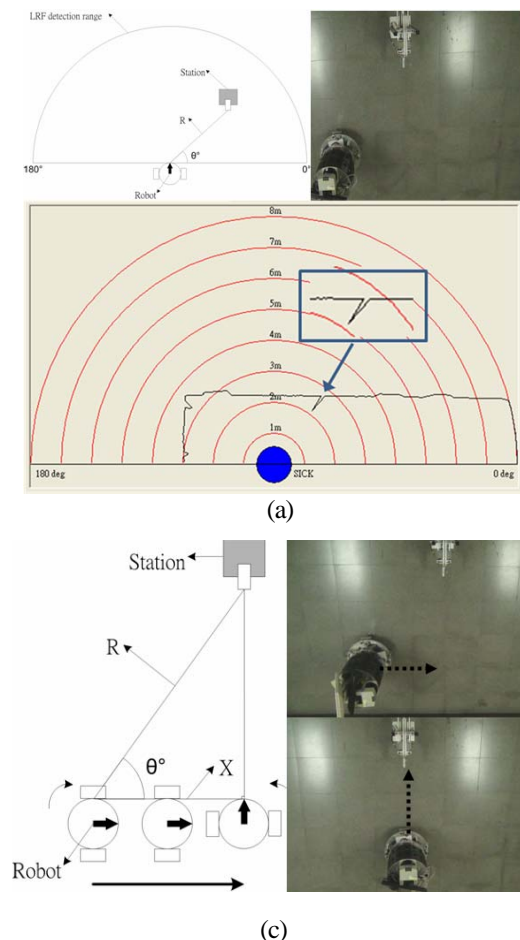 LRF detection range
Station
R
θ°
180°
0°
Robot
8m
7m
6m
5m
4m
3m
2m
1m
180 deg
SICK
0 deg
(a)
Station
R
θ°
X
Robot
(c)